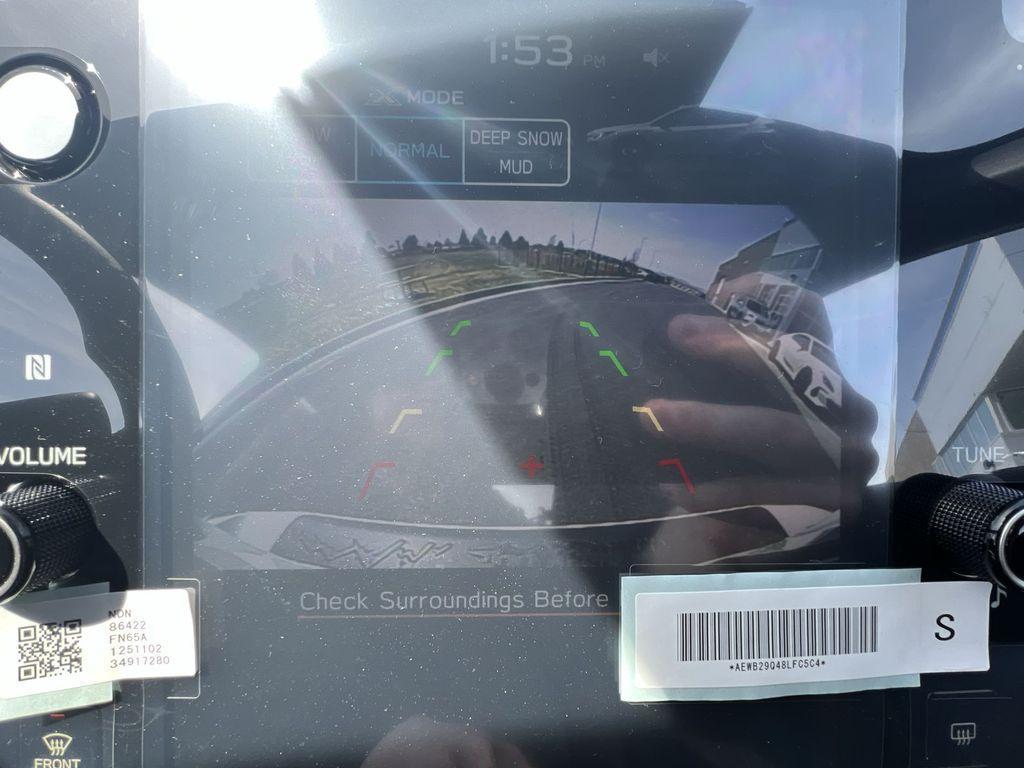 1:53 PM
X MODE
NORMAL
DEEP SNOW
MUD
VOLUME
TUNE
Check Surroundings Before
NDN
86422
FN65A
1251102
34917280
*AEWB29Q48LFC5C4*
S
FRONT